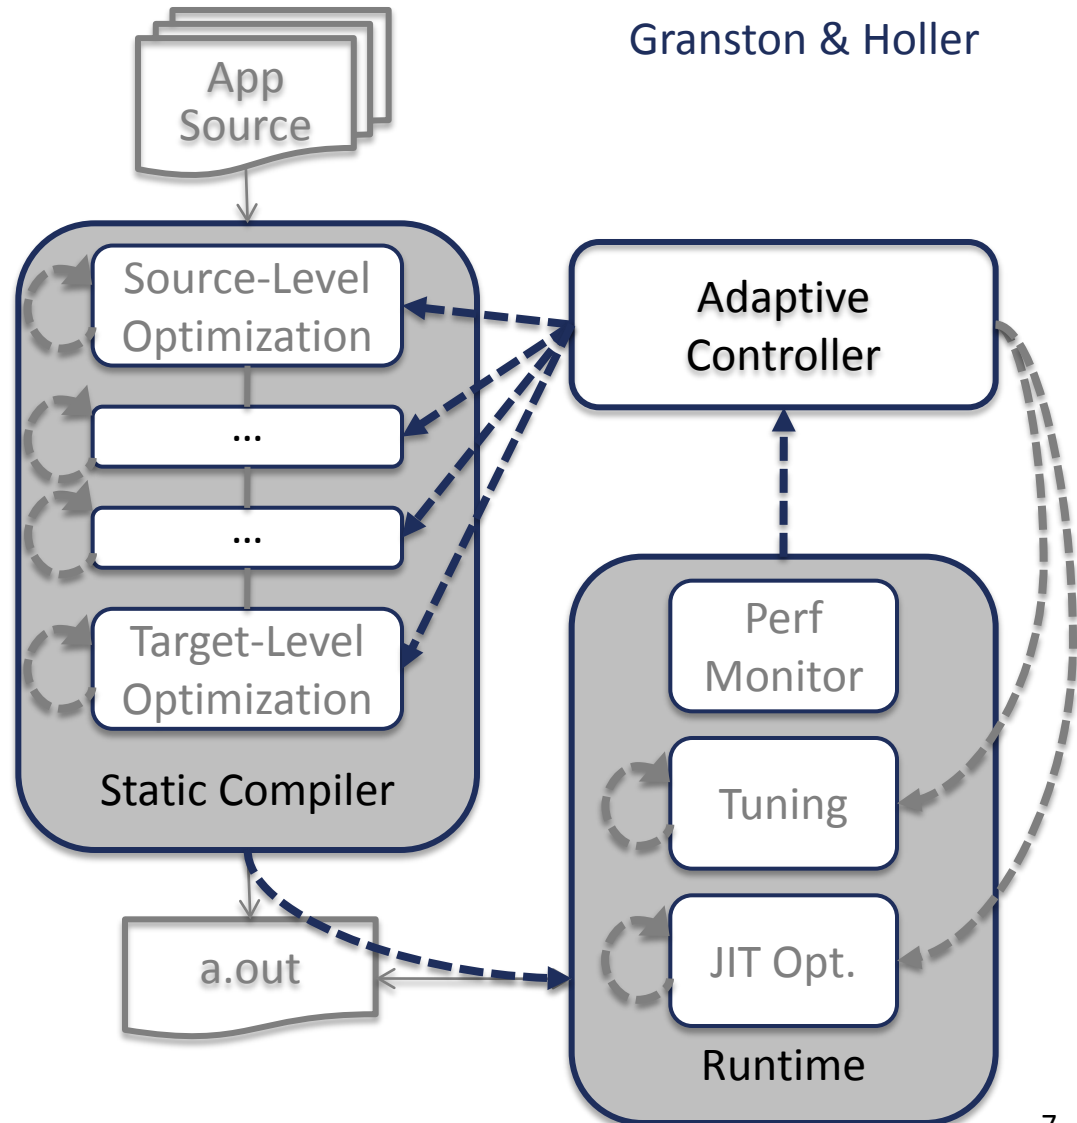 Granston & Holler
App
Source
Source-Level
Optimization
...
...
Target-Level
Optimization
Static Compiler
a.out
Adaptive
Controller
Perf
Monitor
Tuning
JIT Opt.
Runtime
7